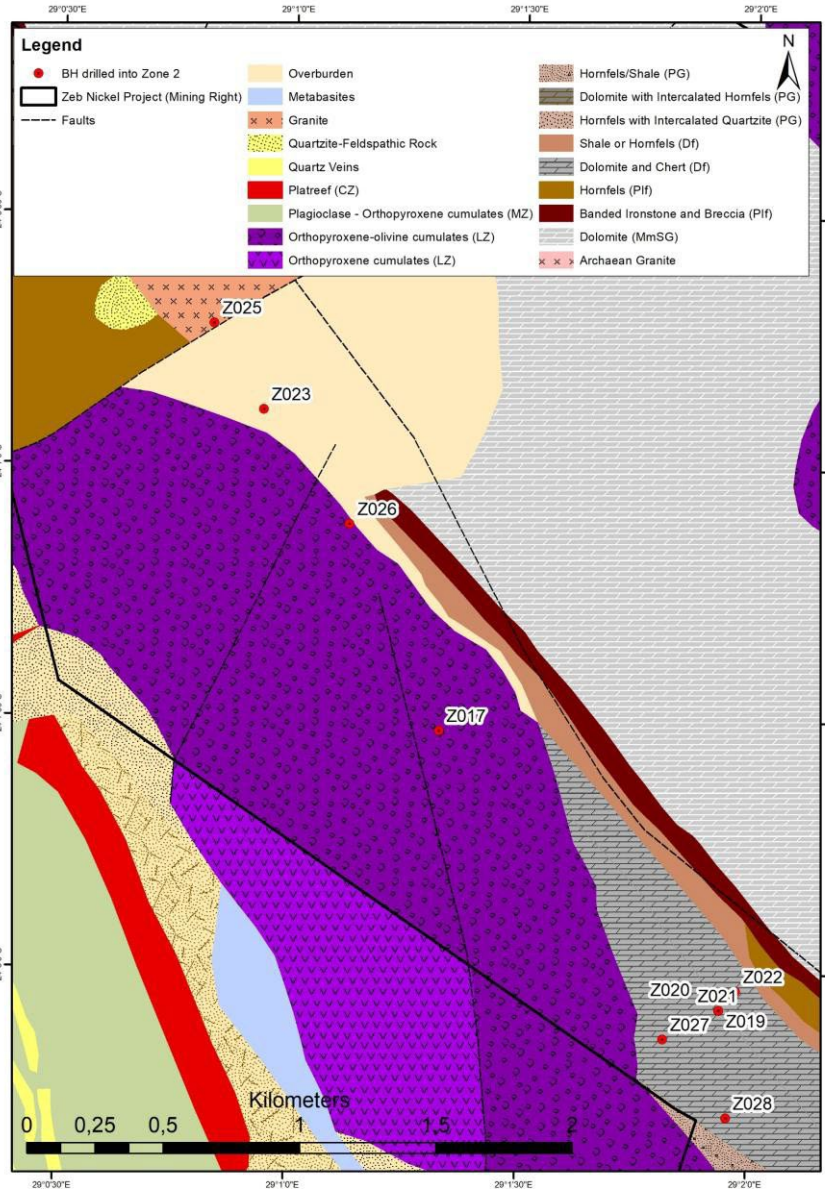 29°0'30"E 29°1'0"E 29°1'30"E 29°2'0"E
Legend
BH drilled into Zone 2
Zeb Nickel Project (Mining Right)
Faults
Overburden
Metabasites
Granite
Quartzite-Feldspathic Rock
Quartz Veins
Platreef (CZ)
Plagioclase - Orthopyroxene cumulates (MZ)
Orthopyroxene-olivine cumulates (LZ)
Orthopyroxene cumulates (LZ)
Hornfels/Shale (PG)
Dolomite with Intercalated Hornfels (PG)
Hornfels with Intercalated Quartzite (PG)
Shale or Hornfels (Df)
Dolomite and Chert (Df)
Hornfels (Plf)
Banded Ironstone and Breccia (Plf)
Dolomite (MmSG)
Archaean Granite
N
Z025
Z023
Z026
Z017
Z022
Z020
Z021
Z019
Z027
Z028
Kilometers
0 0,25 0,5 1 1,5 2
29°0'30"E 29°1'0"E 29°1'30"E 29°2'0"E